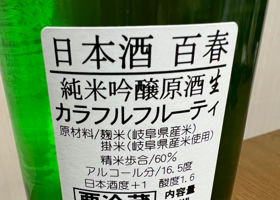 日本酒 百春
純米吟醸原酒生
カラフルフルーティ
原材料/麹米(岐阜県産米)
掛米(岐阜県産米使用)
精米歩合/60%
アルコール分/16.5度
日本酒度+1 酸度1.6
要冷蔵
内容量